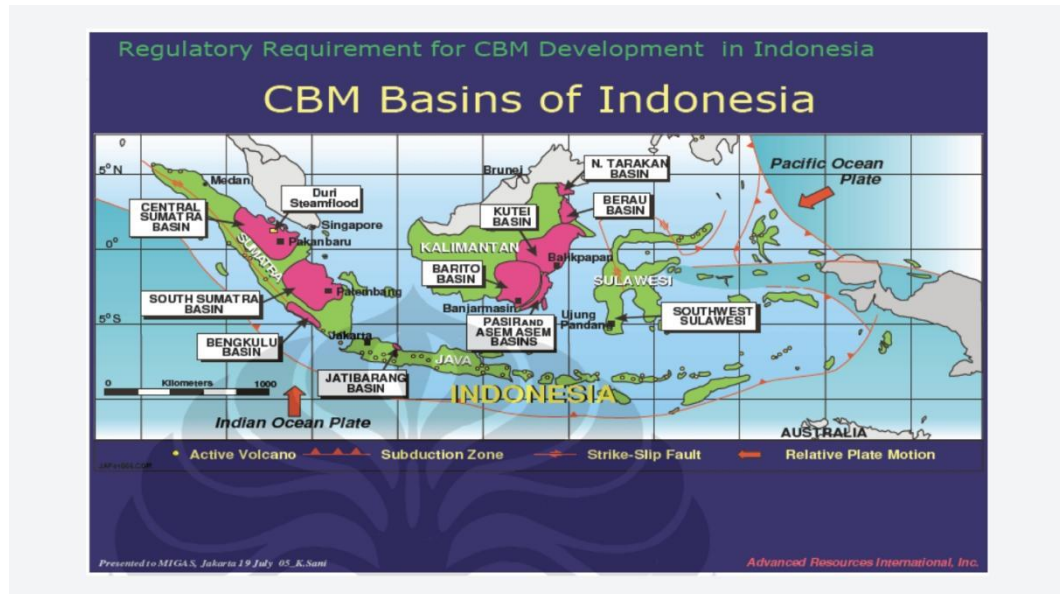 Regulatory Requirement for CBM Development in Indonesia
CBM Basins of Indonesia
0
5° N
0°
5° S
Medan
Duri
Steamflood
CENTRAL
SUMATRA
BASIN
Singapore
Pakanbaru
SUMATRA
SOUTH SUMATRA
BASIN
Palembang
BENGKULU
BASIN
Jakarta
JATIBARANG
BASIN
JAVA
Brunei
N. TARAKAN
BASIN
BERAU
BASIN
KUTEI
BASIN
KALIMANTAN
Balikpapan
BARITO
BASIN
Banjarmasin
PASIR AND
ASEM ASEM
BASINS
SULAWESI
Ujung
Pandang
SOUTHWEST
SULAWESI
Pacific Ocean
Plate
0 Kilometers 1000
INDONESIA
Indian Ocean Plate
AUSTRALIA
Active Volcano
Subduction Zone
Strike-Slip Fault
Relative Plate Motion
Presented to MIGAS, Jakarta 19 July 05_K.Sani
Advanced Resources International, Inc.